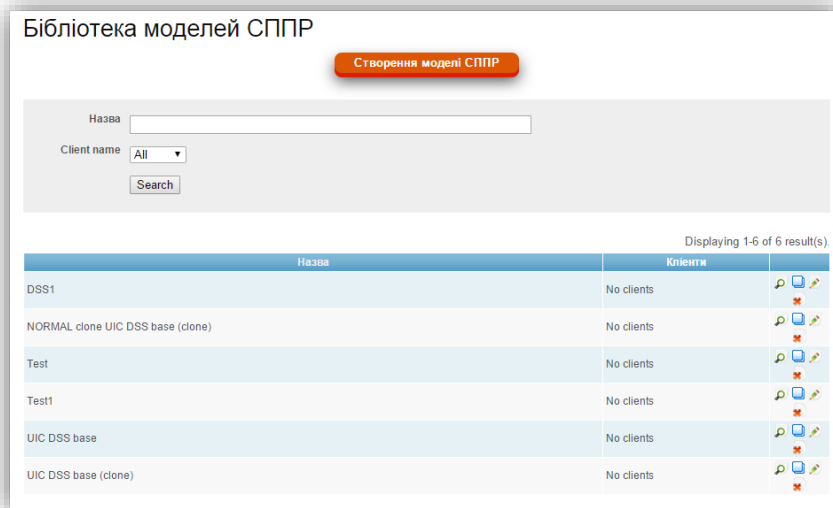 Бібліотека моделей СППР
Створення моделі СППР
Назва
Client name All
Search
Displaying 1-6 of 6 result(s).
Назва Клієнти
DSS1 No clients
NORMAL clone UIC DSS base (clone) No clients
Test No clients
Test1 No clients
UIC DSS base No clients
UIC DSS base (clone) No clients